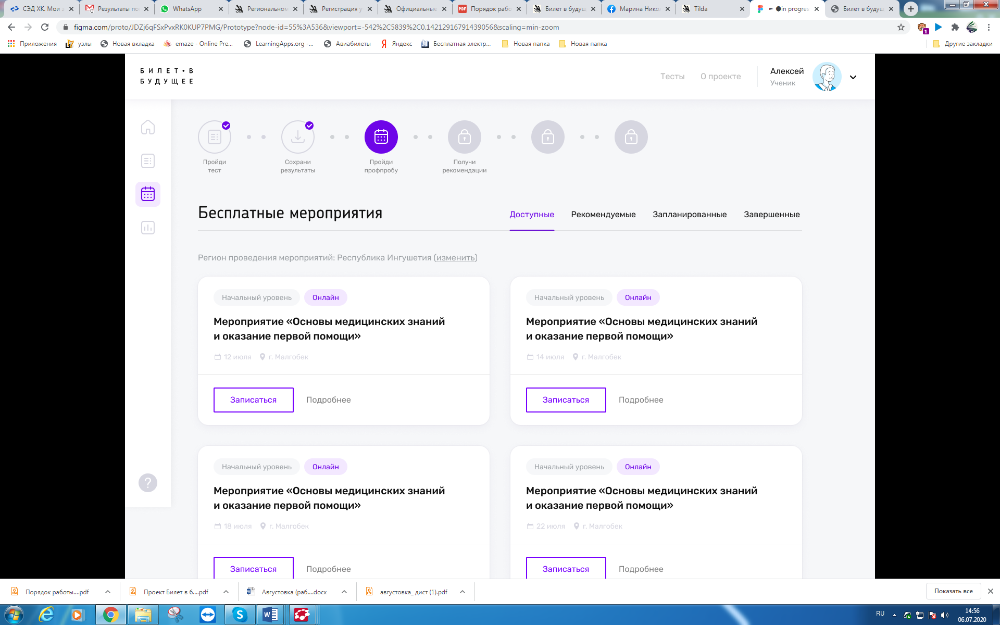 СЭД ХК. Мои з
Результаты по
WhatsApp
Региональном
Регистрация у
Официальные
Порядок рабо
Билет в будущ
Марина Нико
Tilda
in progres
Билет в будущ
figma.com/proto/JDZj6qFSxPvxRK0KUP7PMG/Prototype?node-id=55%3A536&viewport=-542%2C5839%2C0.14212916791439056&scaling=min-zoom
1
Приложения
узлы
Новая вкладка
emaze - Online Pre...
LearningApps.org -...
Авиабилеты
Яндекс
Бесплатная электр...
Новая папка
Новая папка
Другие закладки
БИЛЕТ•В
БУДУЩЕЕ
Тесты
О проекте
Алексей
Ученик
Пройди
тест
Сохрани
результаты
Пройди
профпробу
Получи
рекомендации
Бесплатные мероприятия
Доступные
Рекомендуемые
Запланированные
Завершенные
Регион проведения мероприятий: Республика Ингушетия (изменить)
Начальный уровень
Онлайн
Мероприятие «Основы медицинских знаний
и оказание первой помощи»
12 июля
г. Малгобек
Записаться
Подробнее
Начальный уровень
Онлайн
Мероприятие «Основы медицинских знаний
и оказание первой помощи»
14 июля
г. Малгобек
Записаться
Подробнее
Начальный уровень
Онлайн
Мероприятие «Основы медицинских знаний
и оказание первой помощи»
18 июля
г. Малгобек
Записаться
Подробнее
Начальный уровень
Онлайн
Мероприятие «Основы медицинских знаний
и оказание первой помощи»
22 июля
г. Малгобек
Записаться
Подробнее
?
Порядок работы....pdf
Проект Билет в б....pdf
Августовка (раб....docx
августовка_ дист (1).pdf
Показать все
RU
14:56
06.07.2020